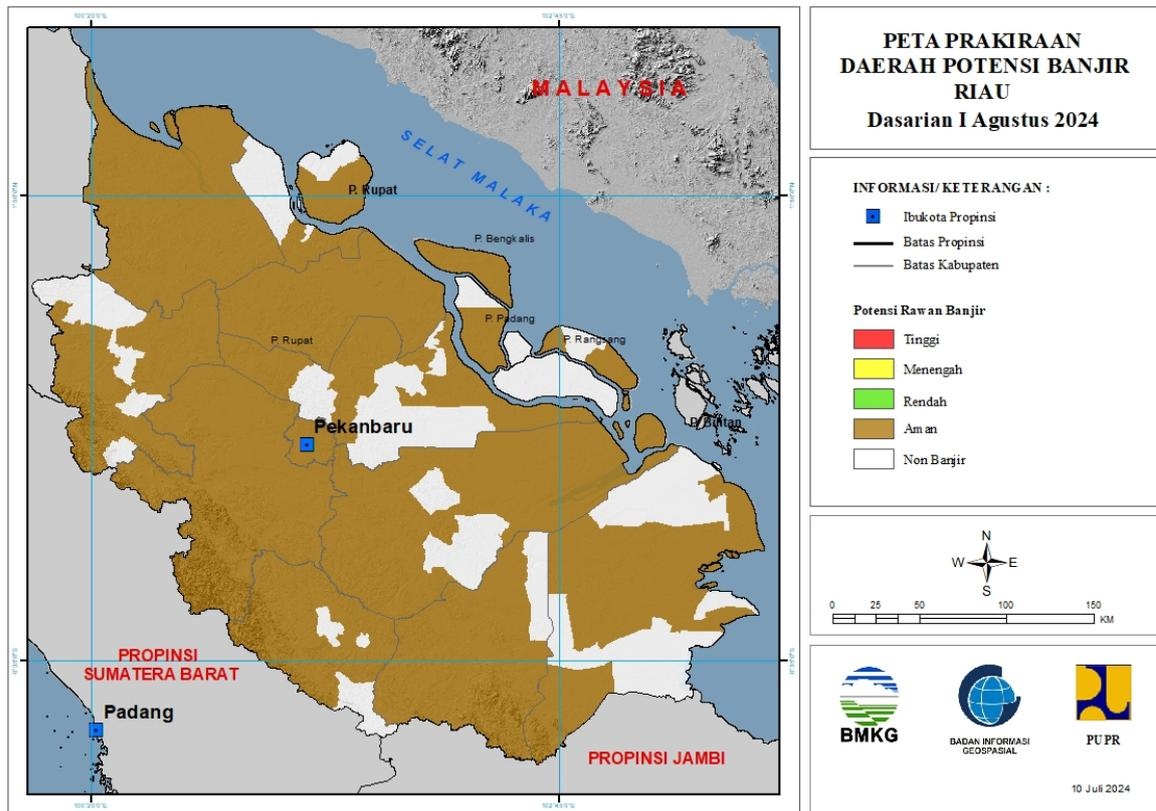 PETA PRAKIRAAN
DAERAH POTENSI BANJIR
RIAU
Dasarian I Agustus 2024
MALAYSIA
SELAT MALAKA
P. Rupat
P. Bengkalis
P. Padang
P. Rangsang
P. Rupat
P. Bintan
Pekanbaru
PROPINSI
SUMATERA BARAT
Padang
PROPINSI JAMBI
INFORMASI/KETERANGAN :
Ibukota Propinsi
Batas Propinsi
Batas Kabupaten
Potensi Rawan Banjir
Tinggi
Menengah
Rendah
Aman
Non Banjir
N
W E
S
0 25 50 100 150
KM
BMKG
BADAN INFORMASI
GEOSPASIAL
PUPR
10 Juli 2024